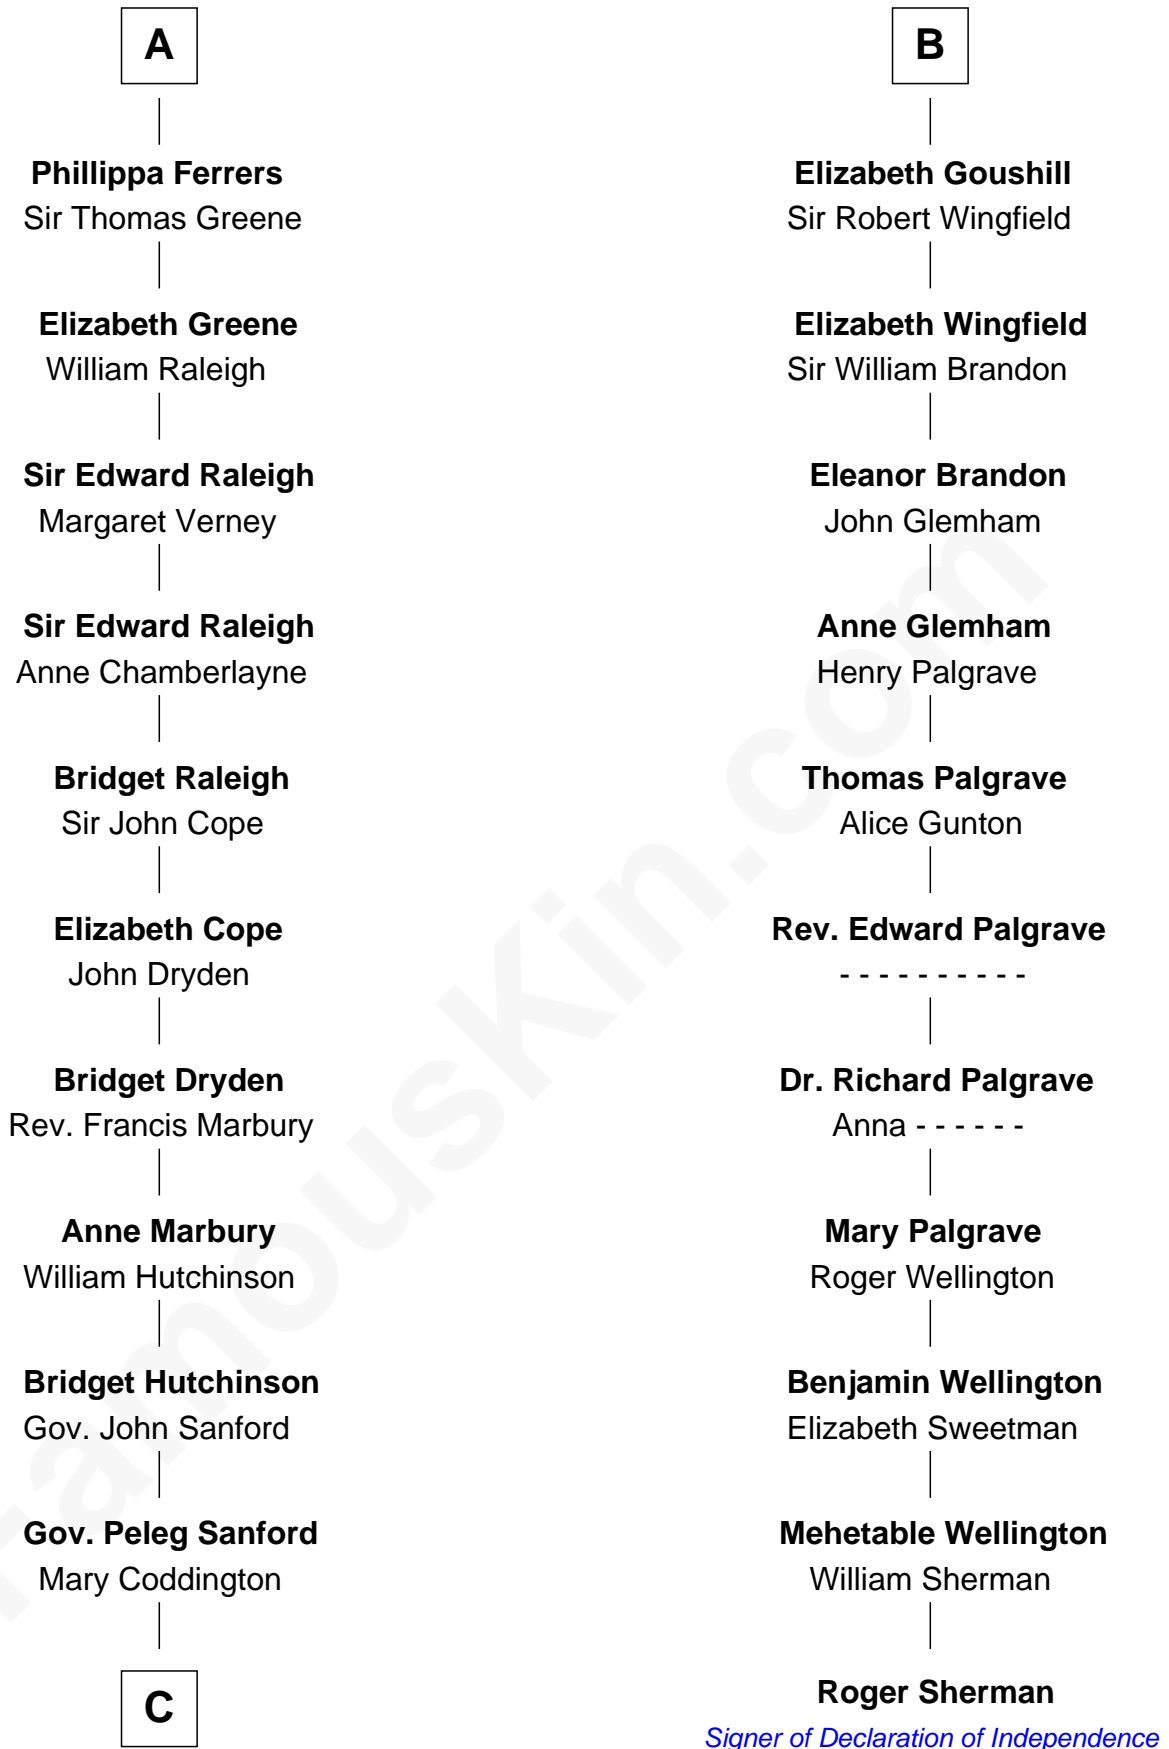 A
Phillippa Ferrers
Sir Thomas Greene
Elizabeth Greene
William Raleigh
Sir Edward Raleigh
Margaret Verney
Sir Edward Raleigh
Anne Chamberlayne
Bridget Raleigh
Sir John Cope
Elizabeth Cope
John Dryden
Bridget Dryden
Rev. Francis Marbury
Anne Marbury
William Hutchinson
Bridget Hutchinson
Gov. John Sanford
Gov. Peleg Sanford
Mary Coddington
C
B
Elizabeth Goushill
Sir Robert Wingfield
Elizabeth Wingfield
Sir William Brandon
Eleanor Brandon
John Glemham
Anne Glemham
Henry Palgrave
Thomas Palgrave
Alice Gunton
Rev. Edward Palgrave
- - - - - - - - - -
Dr. Richard Palgrave
Anna - - - - - -
Mary Palgrave
Roger Wellington
Benjamin Wellington
Elizabeth Sweetman
Mehetable Wellington
William Sherman
Roger Sherman
Signer of Declaration of Independence
FamousKin.com